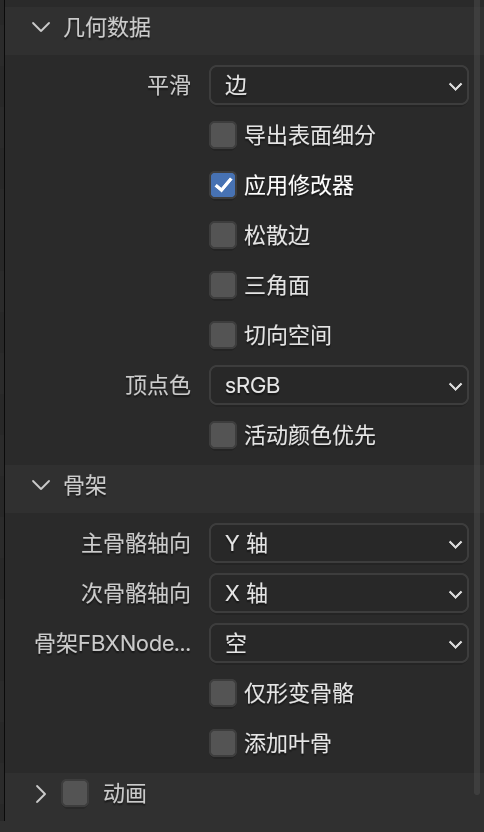 几何数据
平滑 边
导出表面细分
应用修改器
松散边
三角面
切向空间
顶点色 sRGB
活动颜色优先
骨架
主骨骼轴向 Y 轴
次骨骼轴向 X 轴
骨架FBXNode... 空
仅形变骨骼
添加叶骨
动画